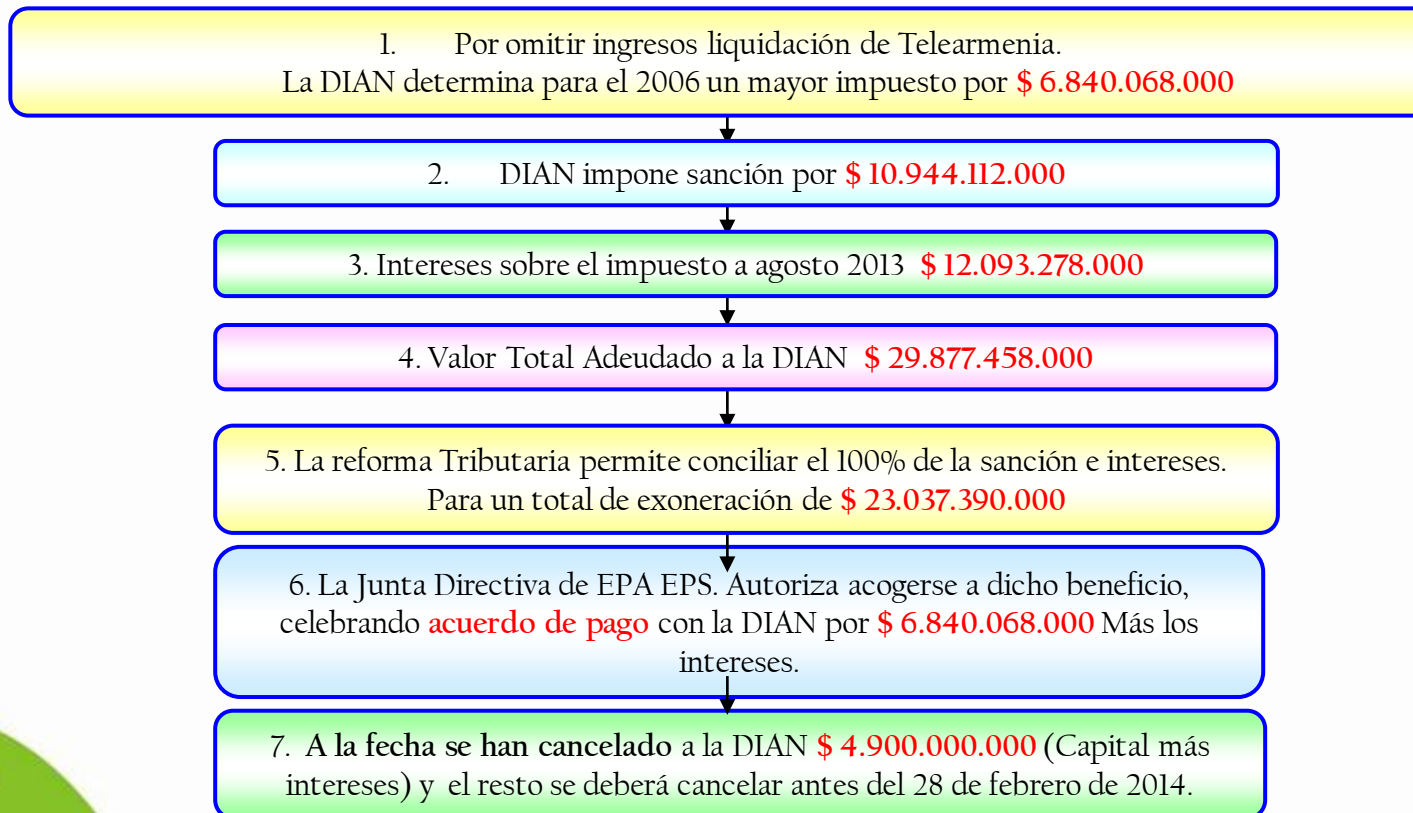 1. Por omitir ingresos liquidación de Telearmenia.
La DIAN determina para el 2006 un mayor impuesto por $ 6.840.068.000
2. DIAN impone sanción por $ 10.944.112.000
3. Intereses sobre el impuesto a agosto 2013 $ 12.093.278.000
4. Valor Total Adeudado a la DIAN $ 29.877.458.000
5. La reforma Tributaria permite conciliar el 100% de la sanción e intereses.
Para un total de exoneración de $ 23.037.390.000
6. La Junta Directiva de EPA EPS. Autoriza acogerse a dicho beneficio,
celebrando acuerdo de pago con la DIAN por $ 6.840.068.000 Más los
intereses.
7. A la fecha se han cancelado a la DIAN $ 4.900.000.000 (Capital más
intereses) y el resto se deberá cancelar antes del 28 de febrero de 2014.